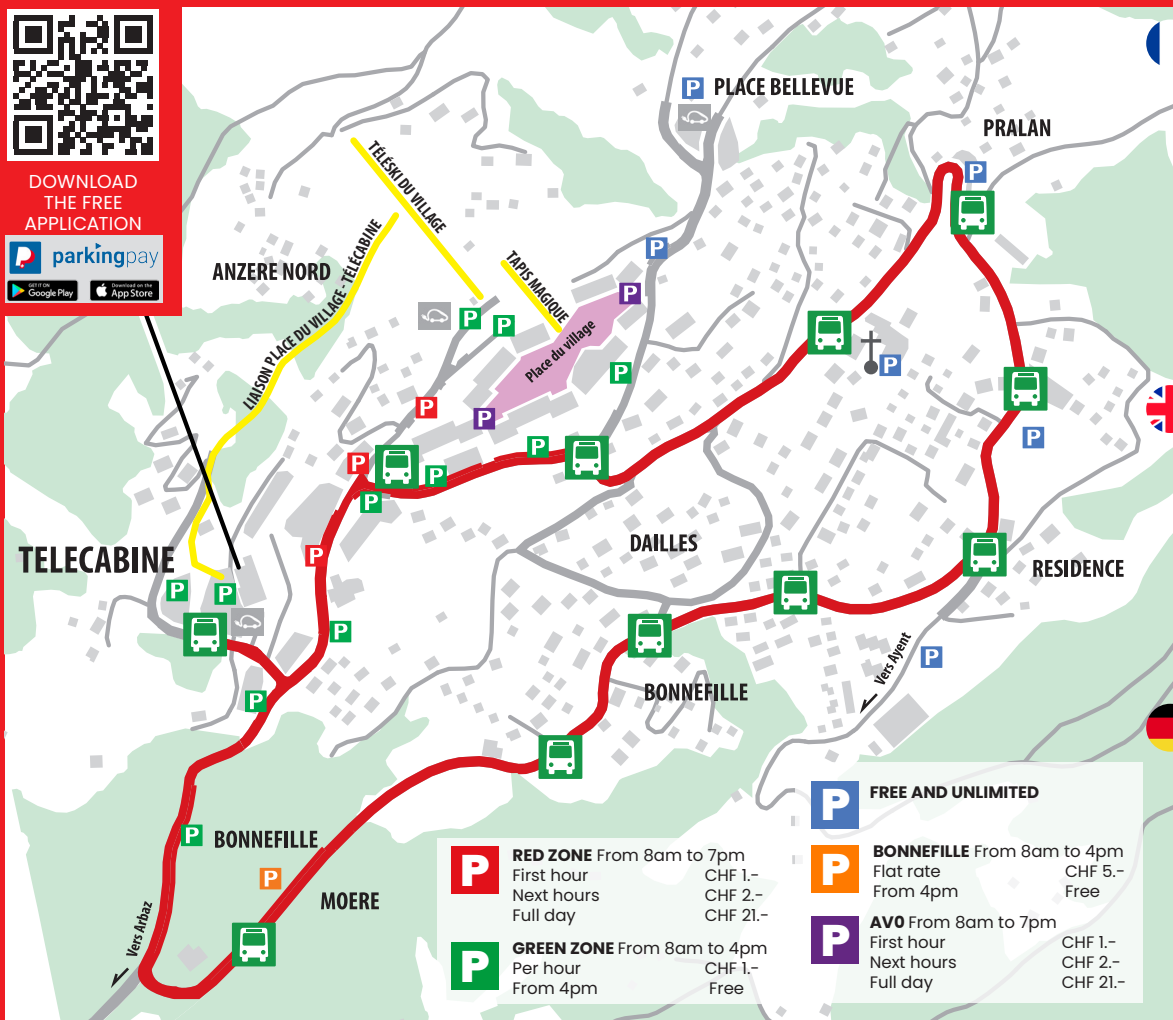 DOWNLOAD
THE FREE
APPLICATION
parkingpay
GET IT ON
Google Play
Download on the
App Store
P PLACE BELLEVUE
PRALAN
P
TÉLÉSKI DU VILLAGE
LIAISON PLACE DU VILLAGE - TÉLÉCABINE
ANZERE NORD
TAPIS MAGIQUE
P
P
P
P
Place du village
P
P
P
P
P
P
P
P
P
P
TELECABINE
P
DAILLES
RESIDENCE
P
P
P
Vers Ayent
P
BONNEFILLE
P
P
BONNEFILLE
P
MOERE
Vers Arbaz
P
RED ZONE From 8am to 7pm
First hour CHF 1.-
Next hours CHF 2.-
Full day CHF 21.-
P
GREEN ZONE From 8am to 4pm
Per hour CHF 1.-
From 4pm Free
P
FREE AND UNLIMITED
P
BONNEFILLE From 8am to 4pm
Flat rate CHF 5.-
From 4pm Free
P
AV0 From 8am to 7pm
First hour CHF 1.-
Next hours CHF 2.-
Full day CHF 21.-